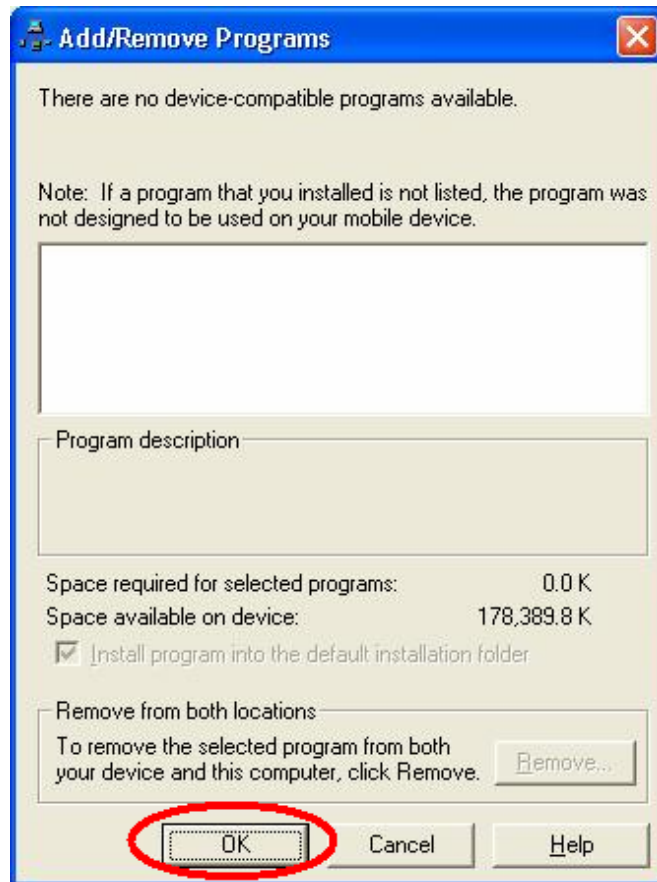 Add/Remove Programs
There are no device-compatible programs available.
Note: If a program that you installed is not listed, the program was
not designed to be used on your mobile device.
Program description
Space required for selected programs: 0.0 K
Space available on device: 178,389.8 K
Install program into the default installation folder
Remove from both locations
To remove the selected program from both
your device and this computer, click Remove.
Remove...
OK Cancel Help